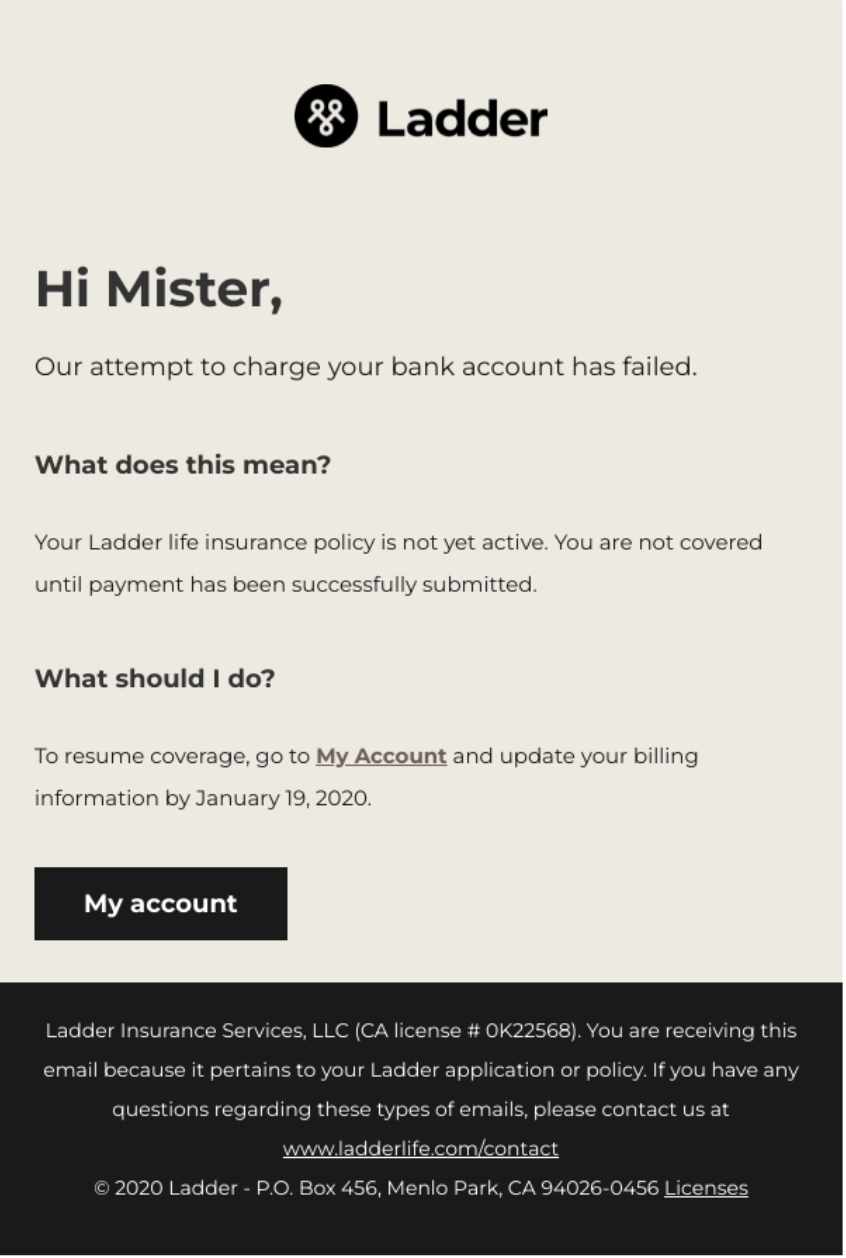 Ladder
Hi Mister,
Our attempt to charge your bank account has failed.
What does this mean?
Your Ladder life insurance policy is not yet active. You are not covered
until payment has been successfully submitted.
What should I do?
To resume coverage, go to My Account and update your billing
information by January 19, 2020.
My account
Ladder Insurance Services, LLC (CA license # 0K22568). You are receiving this
email because it pertains to your Ladder application or policy. If you have any
questions regarding these types of emails, please contact us at
www.ladderlife.com/contact
© 2020 Ladder - P.O. Box 456, Menlo Park, CA 94026-0456 Licenses